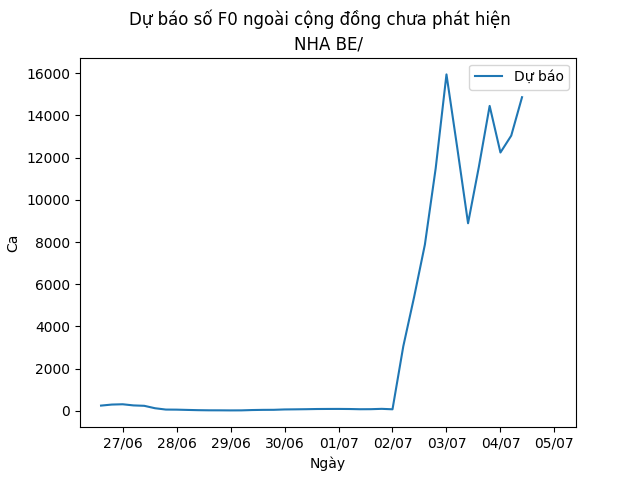 Dự báo số F0 ngoài cộng đồng chưa phát hiện
NHA BE/
Dự báo
16000
14000
12000
10000
8000
6000
4000
2000
0
Ca
27/06 28/06 29/06 30/06 01/07 02/07 03/07 04/07 05/07
Ngày